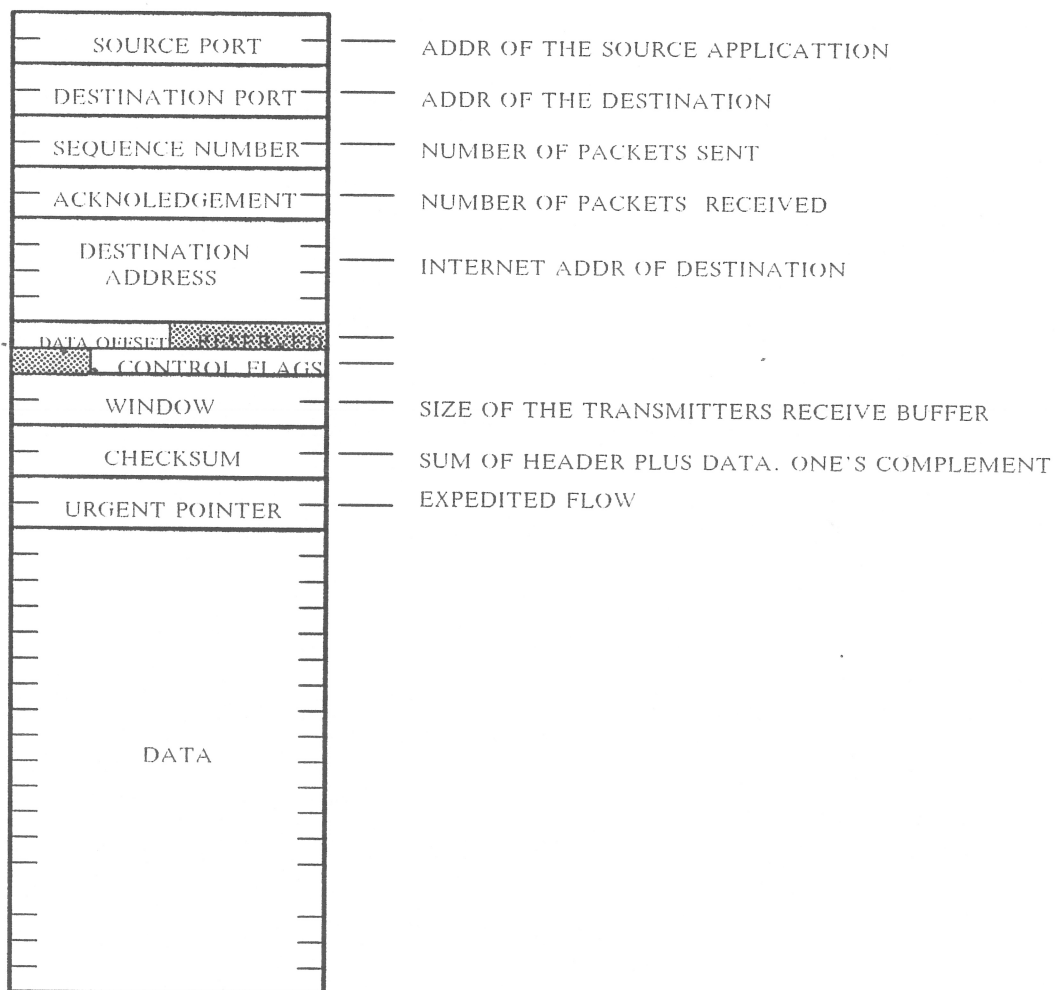 SOURCE PORT
ADDR OF THE SOURCE APPLICATTION
DESTINATION PORT
ADDR OF THE DESTINATION
SEQUENCE NUMBER
NUMBER OF PACKETS SENT
ACKNOLEDGEMENT
NUMBER OF PACKETS RECEIVED
DESTINATION
ADDRESS
INTERNET ADDR OF DESTINATION
DATA OFFSET RESERVED
CONTROL FLAGS
WINDOW
SIZE OF THE TRANSMITTERS RECEIVE BUFFER
CHECKSUM
SUM OF HEADER PLUS DATA. ONE'S COMPLEMENT
URGENT POINTER
EXPEDITED FLOW
DATA